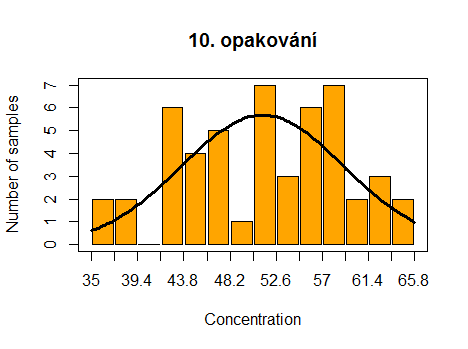 10. opakování
Number of samples
7
6
5
4
3
2
1
0
35 39.4 43.8 48.2 52.6 57 61.4 65.8
Concentration